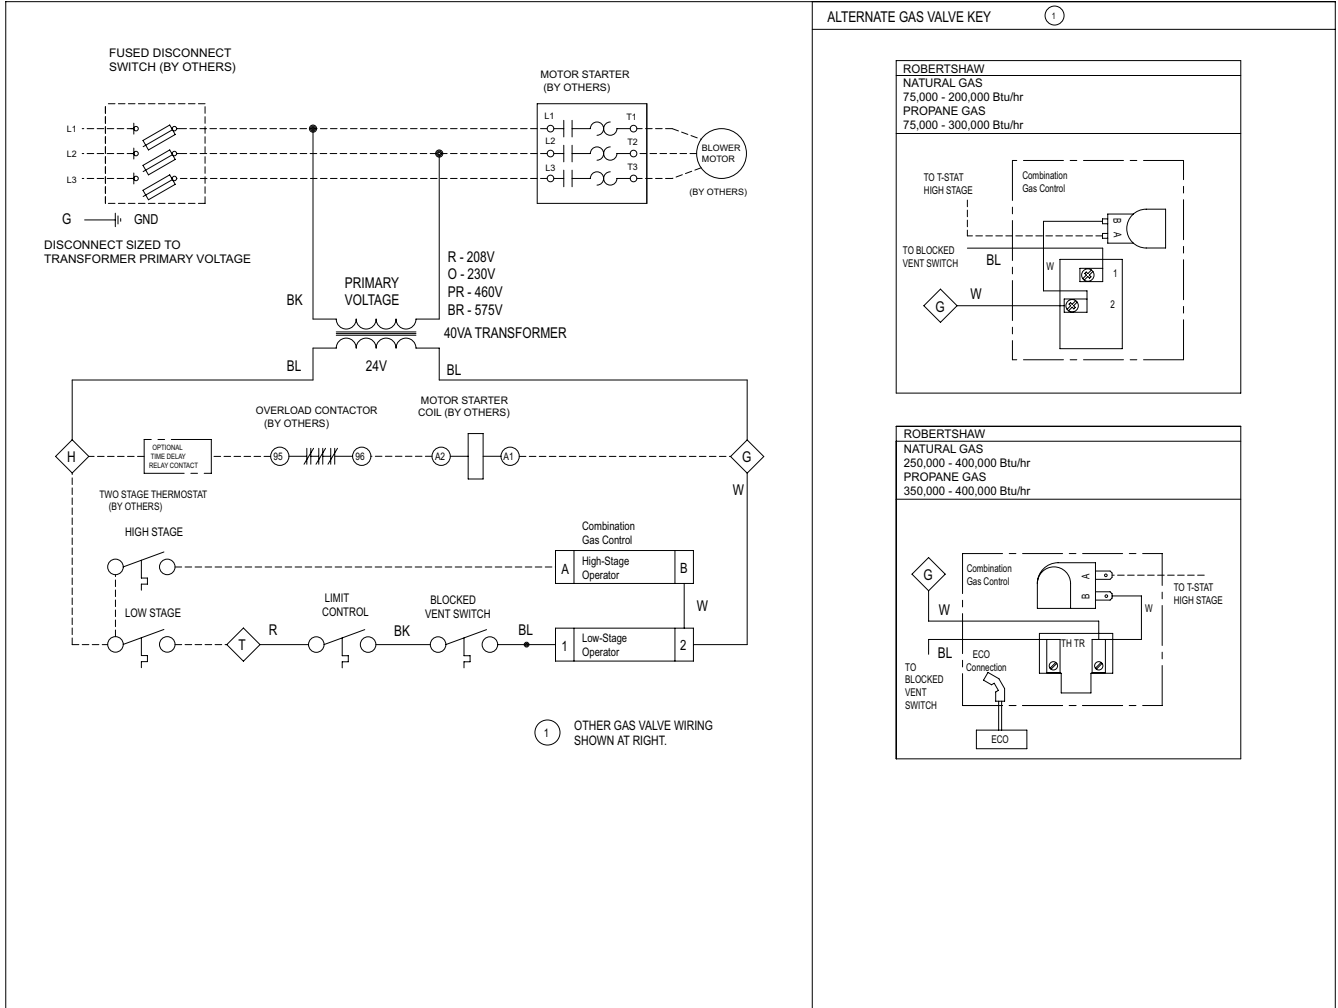 FUSED DISCONNECT
SWITCH (BY OTHERS)
MOTOR STARTER
(BY OTHERS)
L1
L2
L3
L1
T1
L2
T2
L3
T3
BLOWER
MOTOR
(BY OTHERS)
G
GND
DISCONNECT SIZED TO
TRANSFORMER PRIMARY VOLTAGE
R - 208V
O - 230V
PR - 460V
BR - 575V
BK
PRIMARY
VOLTAGE
40VA TRANSFORMER
BL
24V
BL
OVERLOAD CONTACTOR
(BY OTHERS)
MOTOR STARTER
COIL (BY OTHERS)
H
OPTIONAL
TIME DELAY
RELAY CONTACT
95
96
A2
A1
G
W
TWO STAGE THERMOSTAT
(BY OTHERS)
HIGH STAGE
Combination
Gas Control
A
High-Stage
Operator
B
W
LOW STAGE
T
R
LIMIT
CONTROL
BK
BLOCKED
VENT SWITCH
BL
1
Low-Stage
Operator
2
1
OTHER GAS VALVE WIRING
SHOWN AT RIGHT.
ALTERNATE GAS VALVE KEY
1
ROBERTSHAW
NATURAL GAS
75,000 - 200,000 Btu/hr
PROPANE GAS
75,000 - 300,000 Btu/hr
TO T-STAT
HIGH STAGE
Combination
Gas Control
B
A
TO BLOCKED
VENT SWITCH
BL
W
1
2
G
W
ROBERTSHAW
NATURAL GAS
250,000 - 400,000 Btu/hr
PROPANE GAS
350,000 - 400,000 Btu/hr
G
Combination
Gas Control
A
B
TO T-STAT
HIGH STAGE
W
W
BL
TO
BLOCKED
VENT
SWITCH
ECO
Connection
TH TR
ECO